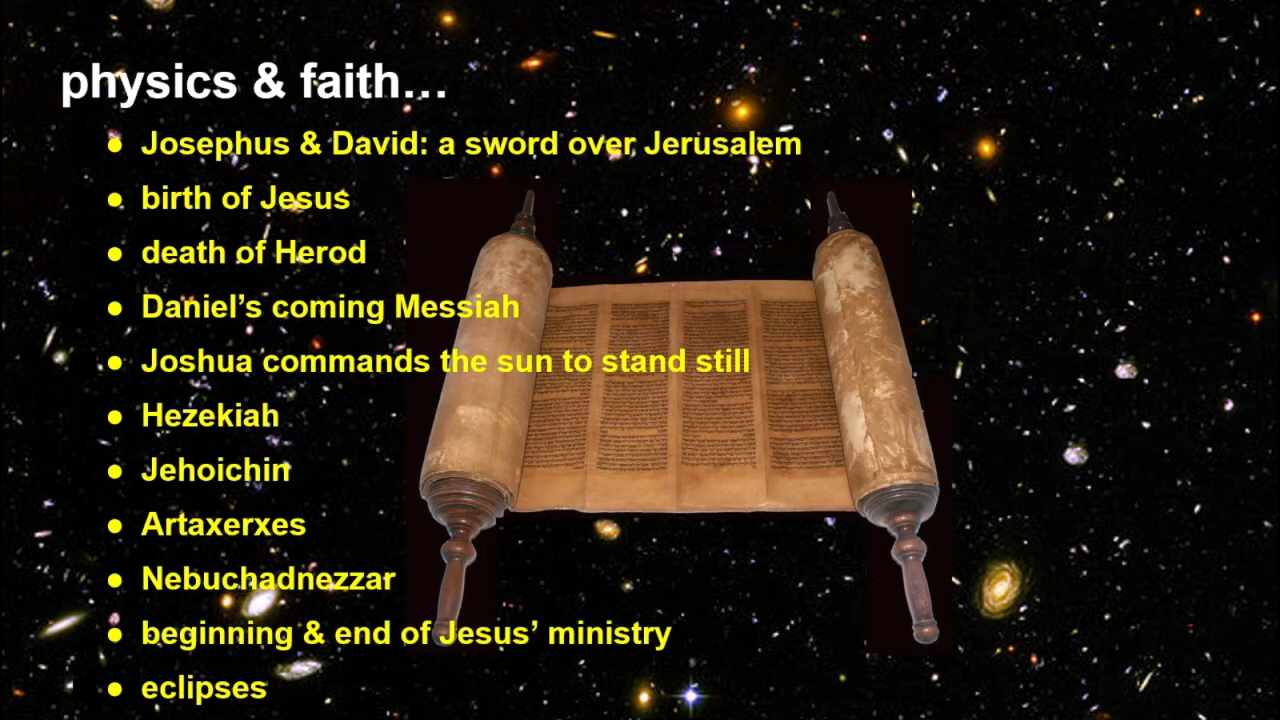 physics & faith…
• Josephus & David: a sword over Jerusalem
• birth of Jesus
• death of Herod
• Daniel’s coming Messiah
• Joshua commands the sun to stand still
• Hezekiah
• Jehoichin
• Artaxerxes
• Nebuchadnezzar
• beginning & end of Jesus’ ministry
• eclipses